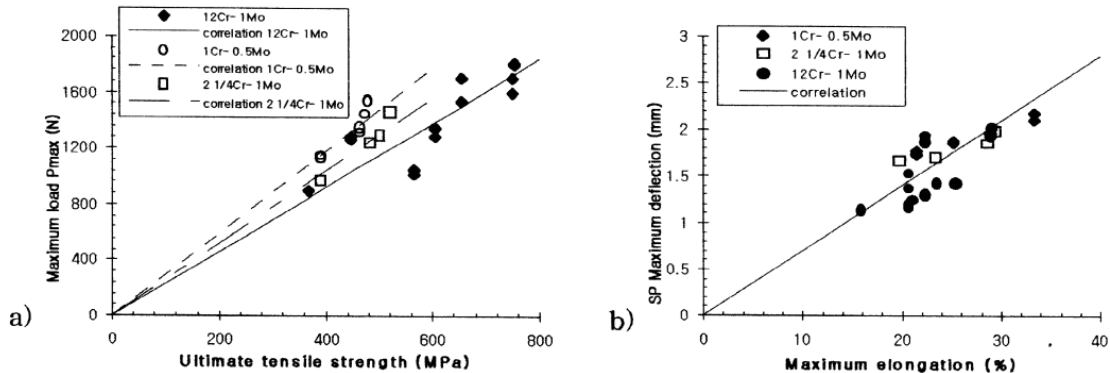 12Cr-1Mo
correlation 12Cr-1Mo
1Cr-0.5Mo
correlation 1Cr-0.5Mo
2 1/4Cr-1Mo
correlation 2 1/4Cr-1Mo
Maximum load Pmax (N)
2000
1600
1200
800
400
0
0 200 400 600 800
Ultimate tensile strength (MPa)
a)
1Cr-0.5Mo
2 1/4Cr-1Mo
12Cr-1Mo
correlation
SP Maximum deflection (mm)
3
2.5
2
1.5
1
0.5
0
0 10 20 30 40
Maximum elongation (%)
b)